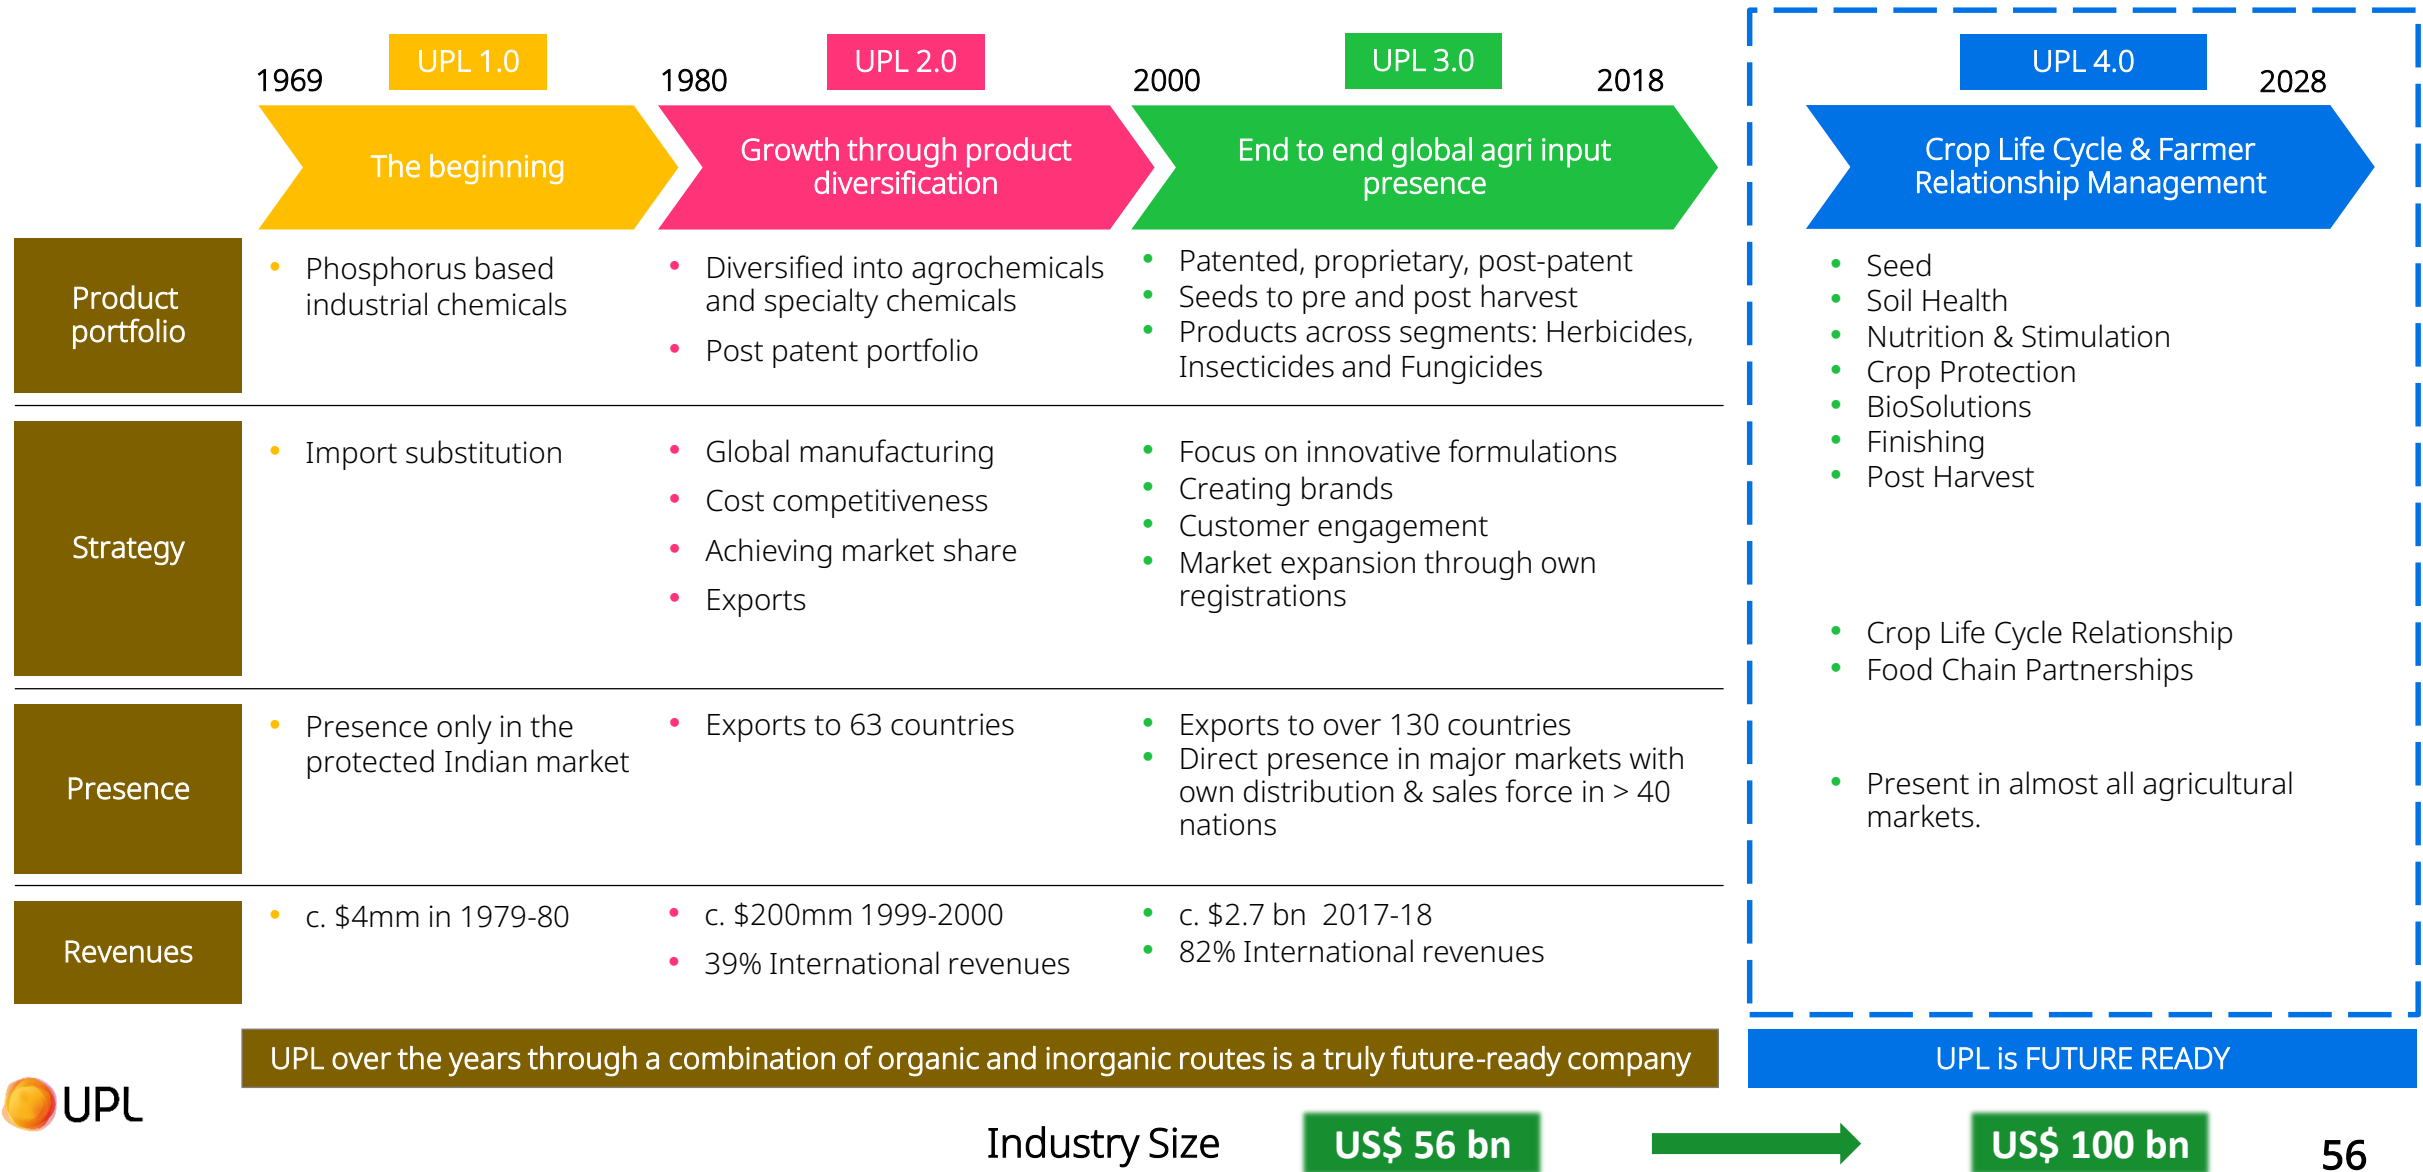 UPL 1.0
UPL 2.0
UPL 3.0
UPL 4.0
1969
1980
2000
2018
2028
The beginning
Growth through product
diversification
End to end global agri input
presence
Crop Life Cycle & Farmer
Relationship Management
Product
portfolio
• Phosphorus based
industrial chemicals
• Diversified into agrochemicals
and specialty chemicals
• Post patent portfolio
• Patented, proprietary, post-patent
• Seeds to pre and post harvest
• Products across segments: Herbicides,
Insecticides and Fungicides
• Seed
• Soil Health
• Nutrition & Stimulation
• Crop Protection
• BioSolutions
• Finishing
• Post Harvest
Strategy
• Import substitution
• Global manufacturing
• Cost competitiveness
• Achieving market share
• Exports
• Focus on innovative formulations
• Creating brands
• Customer engagement
• Market expansion through own
registrations
• Crop Life Cycle Relationship
• Food Chain Partnerships
Presence
• Presence only in the
protected Indian market
• Exports to 63 countries
• Exports to over 130 countries
• Direct presence in major markets with
own distribution & sales force in > 40
nations
• Present in almost all agricultural
markets.
Revenues
• c. $4mm in 1979-80
• c. $200mm 1999-2000
• 39% International revenues
• c. $2.7 bn 2017-18
• 82% International revenues
UPL over the years through a combination of organic and inorganic routes is a truly future-ready company
UPL is FUTURE READY
UPL
Industry Size
US$ 56 bn
US$ 100 bn
56